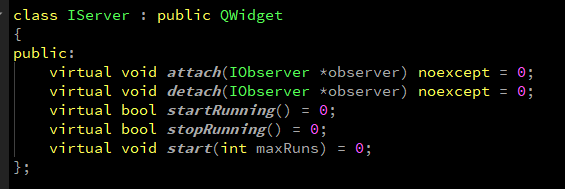 class IServer : public QWidget
{
public:
    virtual void attach(IObserver *observer) noexcept = 0;
    virtual void detach(IObserver *observer) noexcept = 0;
    virtual bool startRunning() = 0;
    virtual bool stopRunning() = 0;
    virtual void start(int maxRuns) = 0;
};